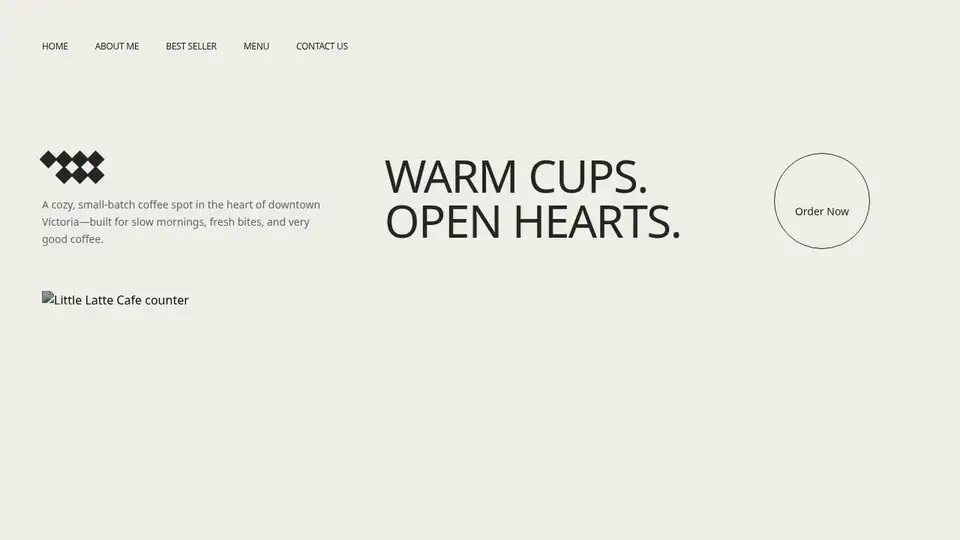 HOME
ABOUT ME
BEST SELLER
MENU
CONTACT US
A cozy, small-batch coffee spot in the heart of downtown
Victoria—built for slow mornings, fresh bites, and very
good coffee.
WARM CUPS.
OPEN HEARTS.
Order Now
Little Latte Cafe counter